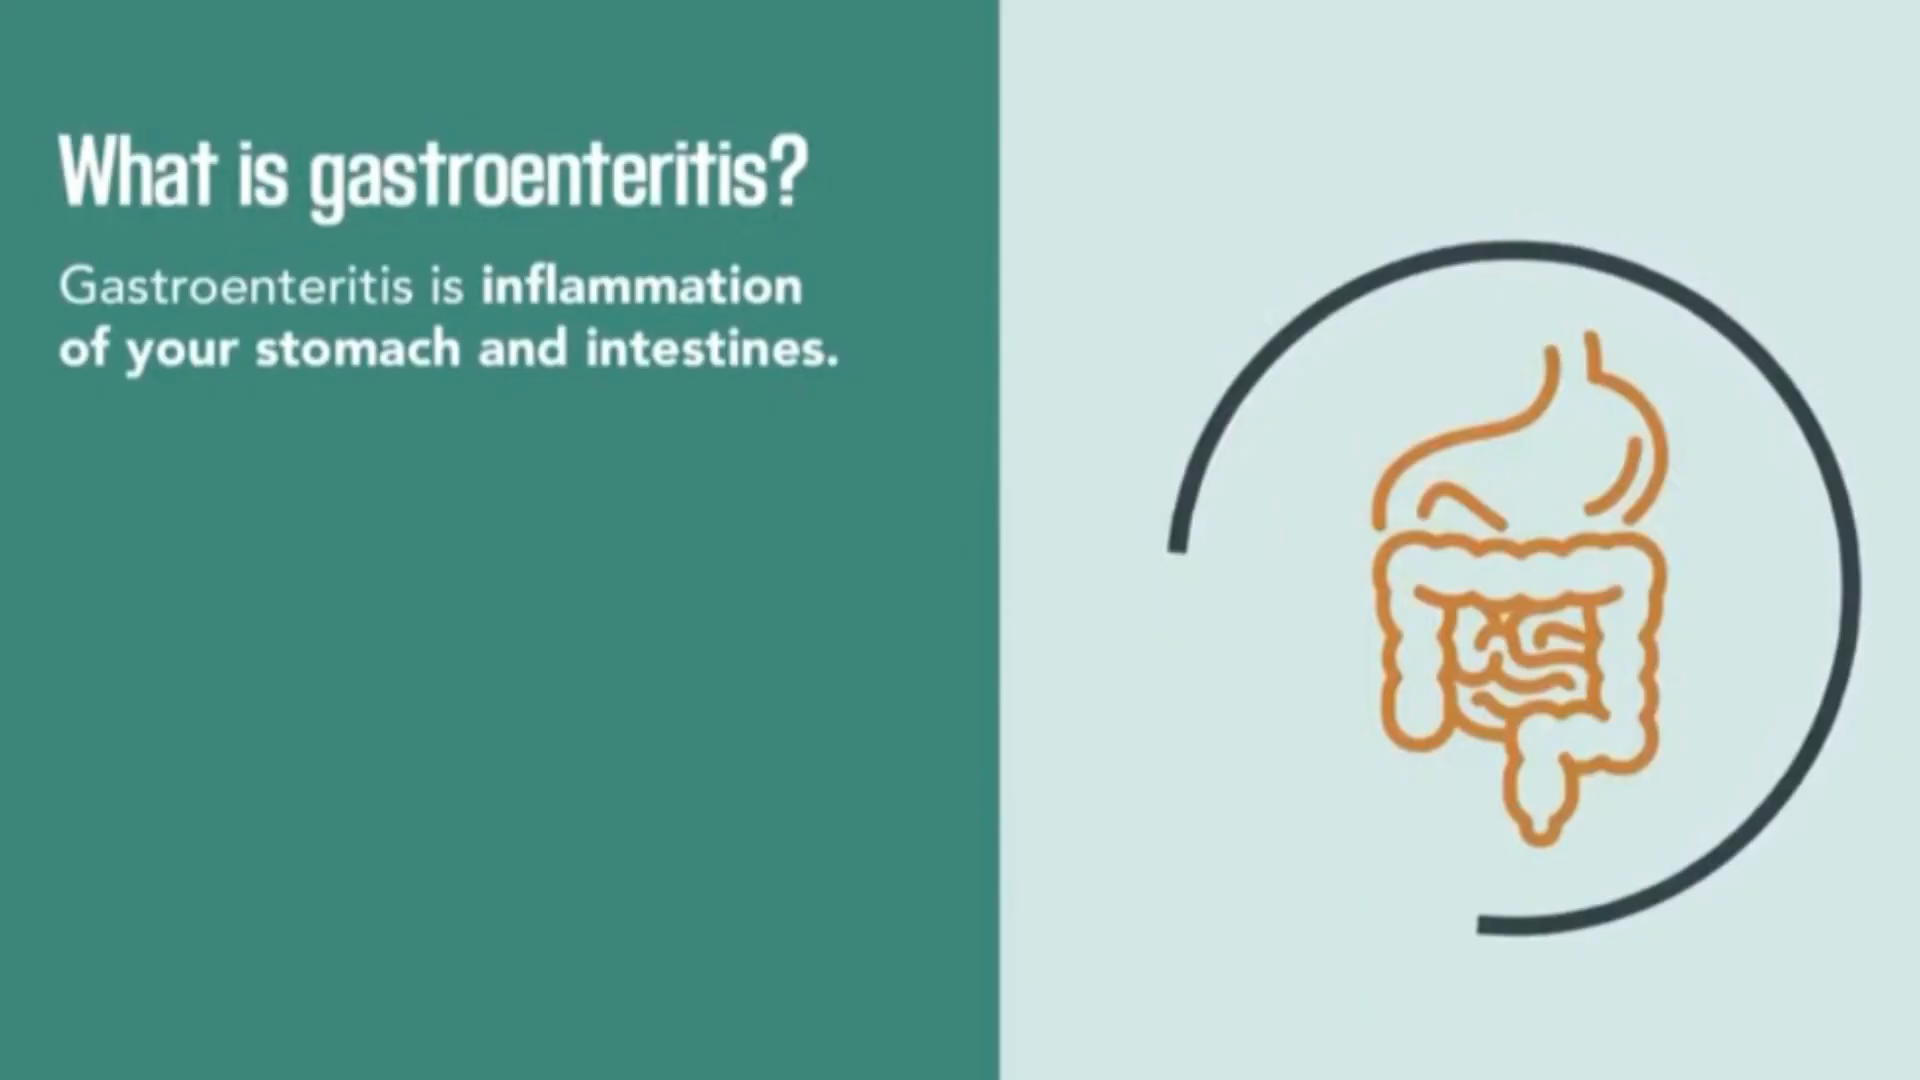 What is gastroenteritis?
Gastroenteritis is inflammation
of your stomach and intestines.